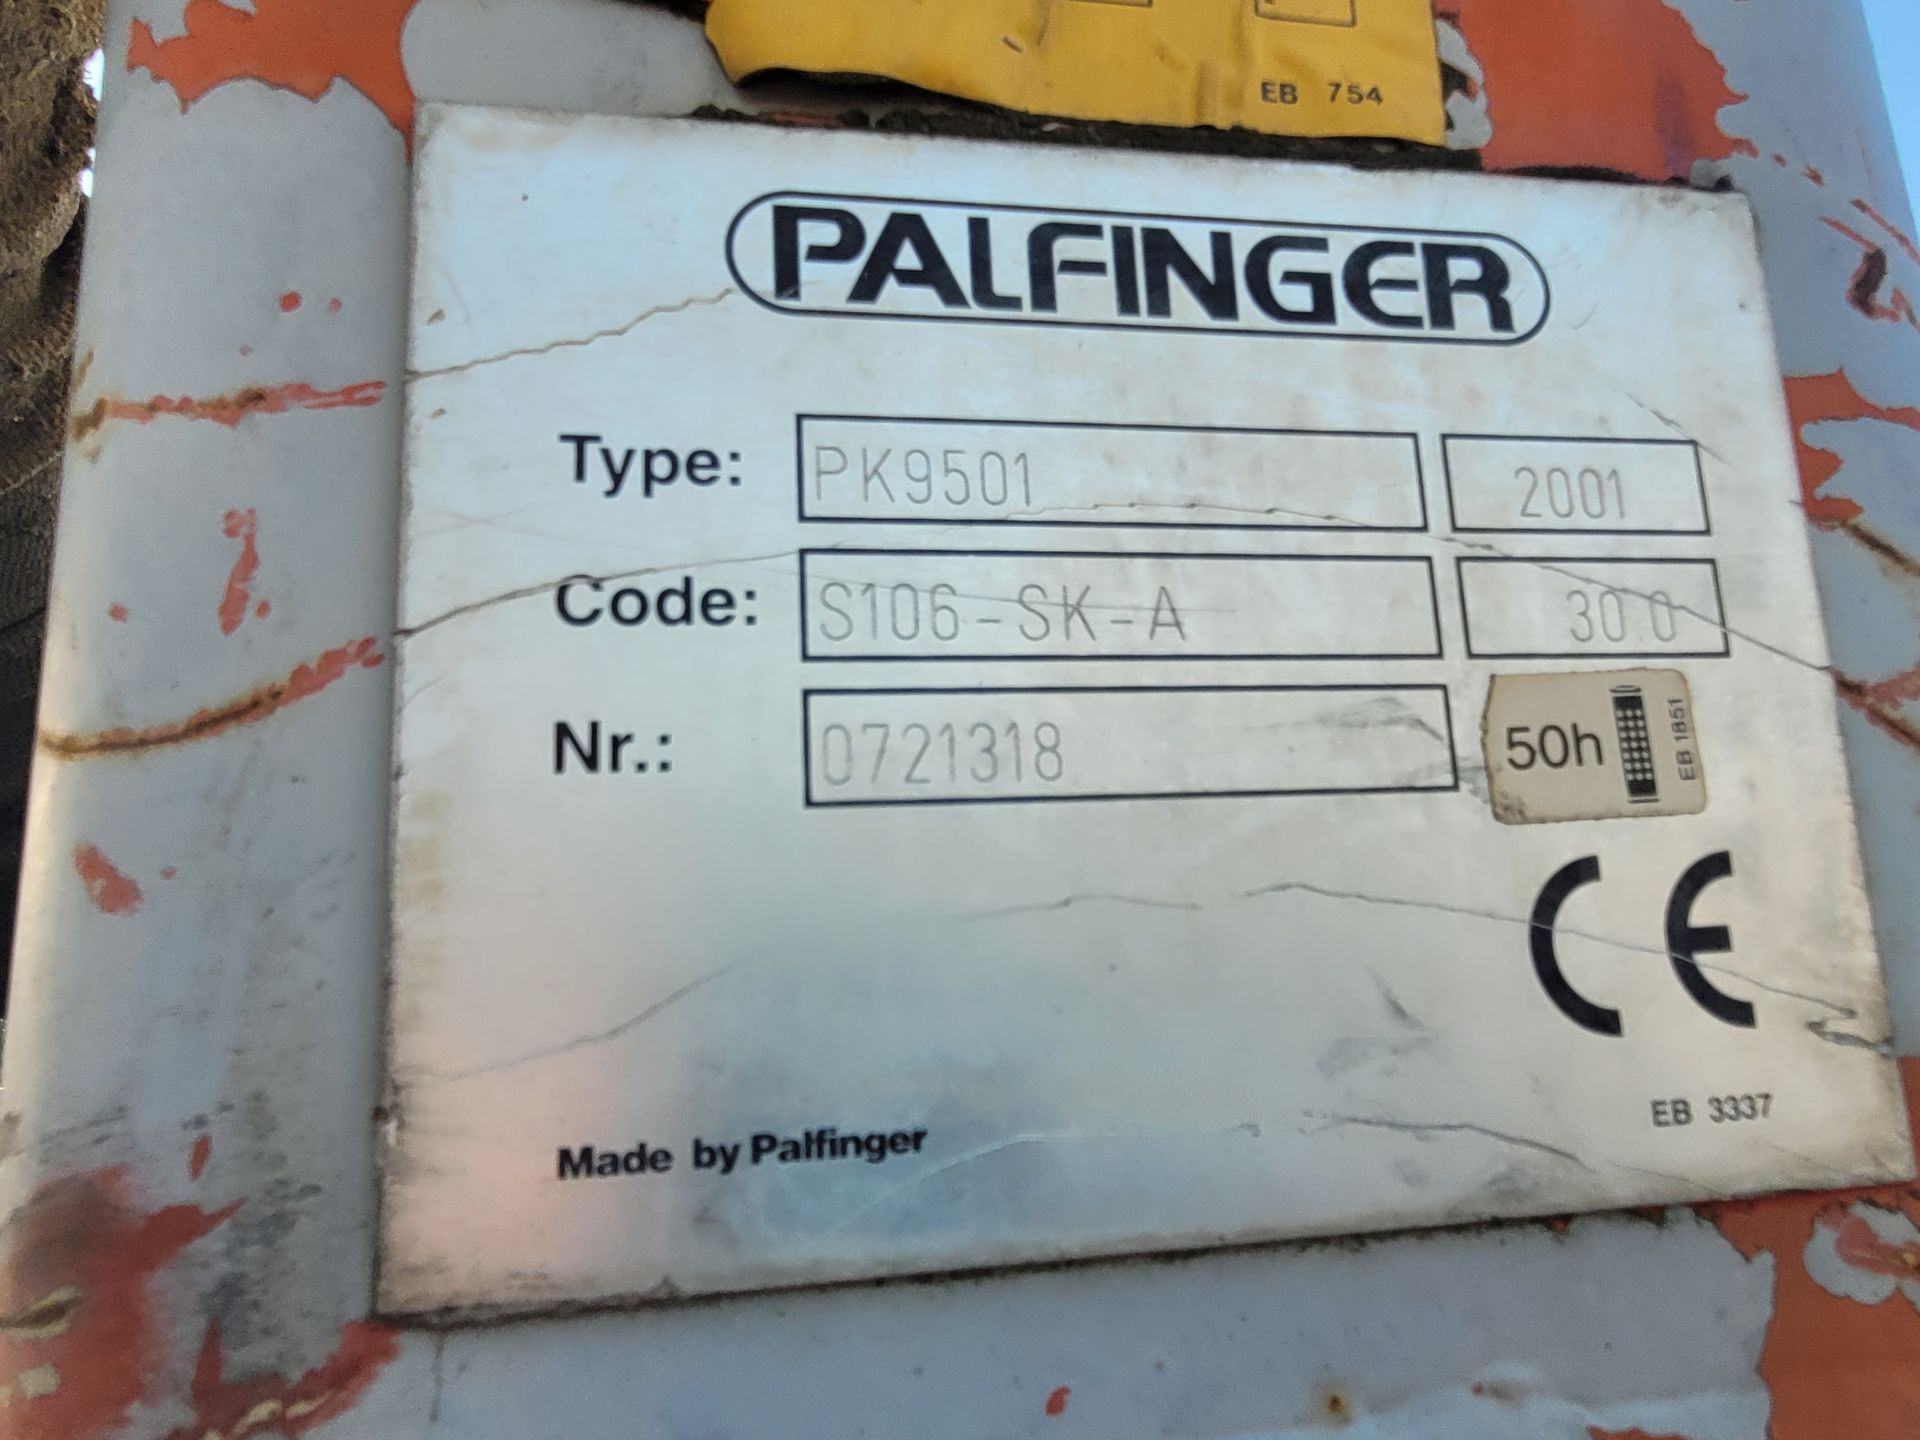 EB 754
PALFINGER
Type: PK9501 2001
Code: S106-SK-A 30.0
Nr.: 0721318
50h
EB 1851
CE
EB 3337
Made by Palfinger